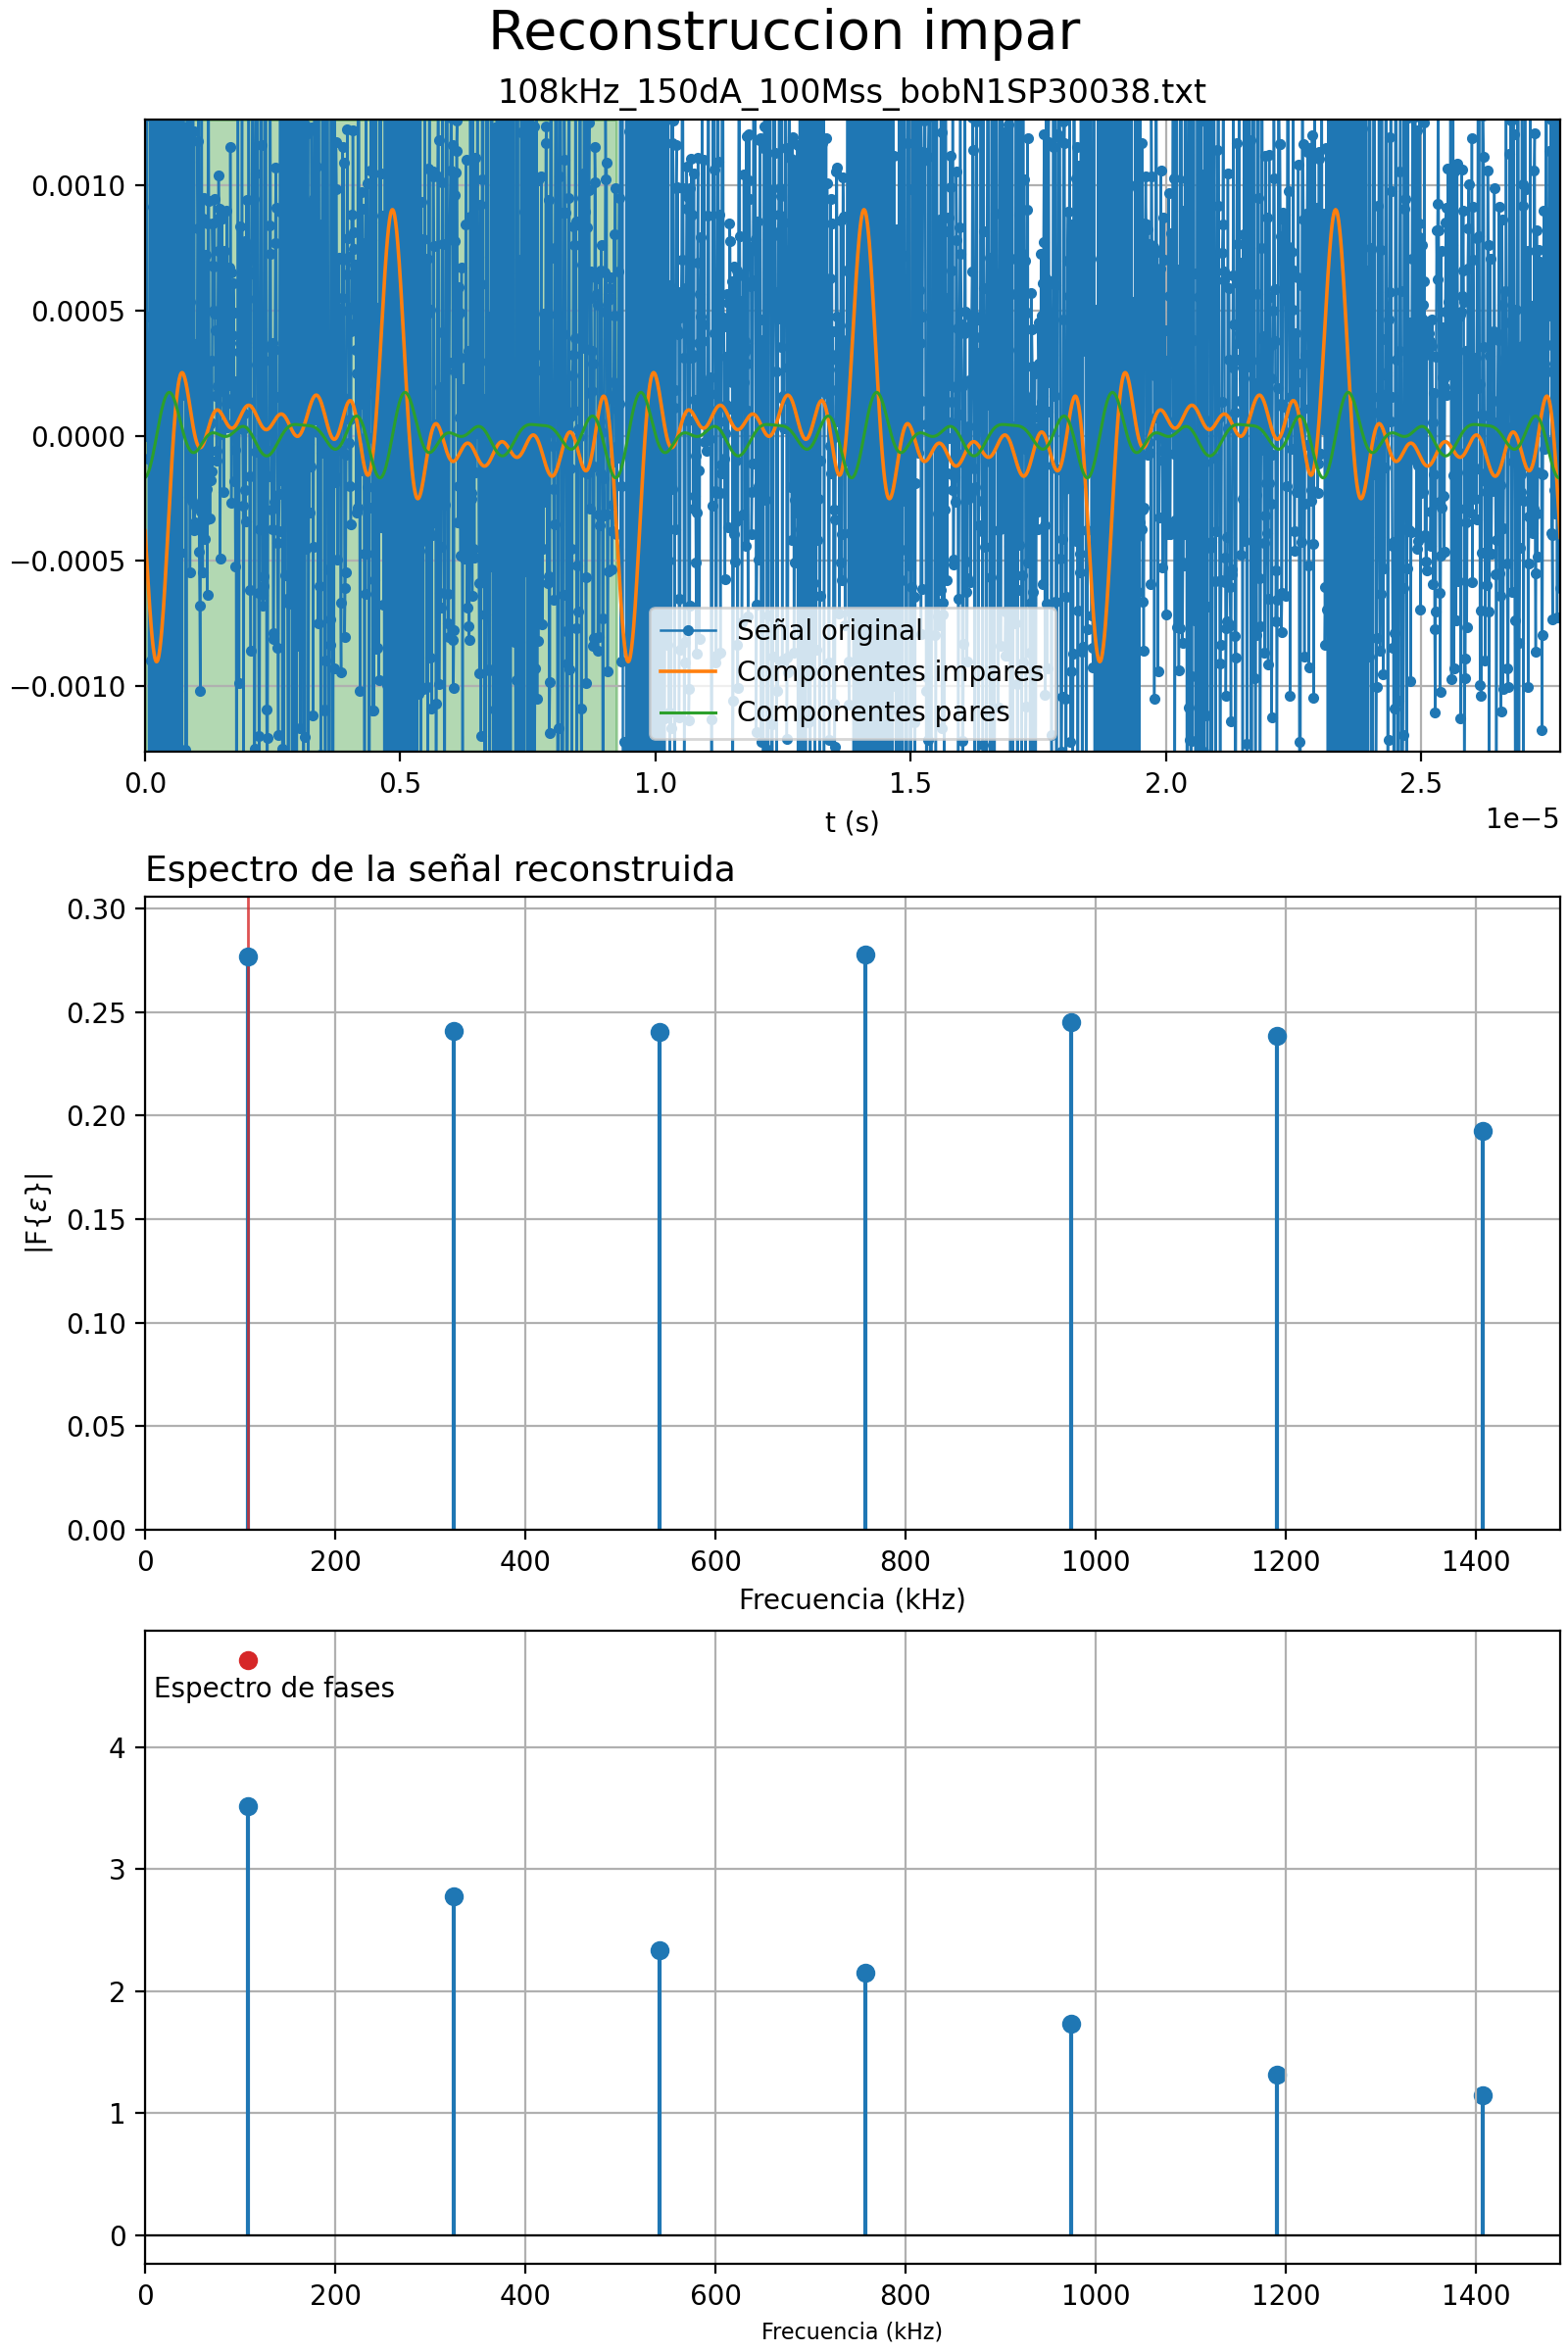 Reconstruccion impar
108kHz_150dA_100Mss_bobN1SP30038.txt
0.0010
0.0005
0.0000
−0.0005
−0.0010
Señal original
Componentes impares
Componentes pares
0.0 0.5 1.0 1.5 2.0 2.5
t (s)
1e−5
Espectro de la señal reconstruida
0.30
0.25
0.20
0.15
0.10
0.05
0.00
|F{ε}|
0 200 400 600 800 1000 1200 1400
Frecuencia (kHz)
Espectro de fases
4
3
2
1
0
0 200 400 600 800 1000 1200 1400
Frecuencia (kHz)